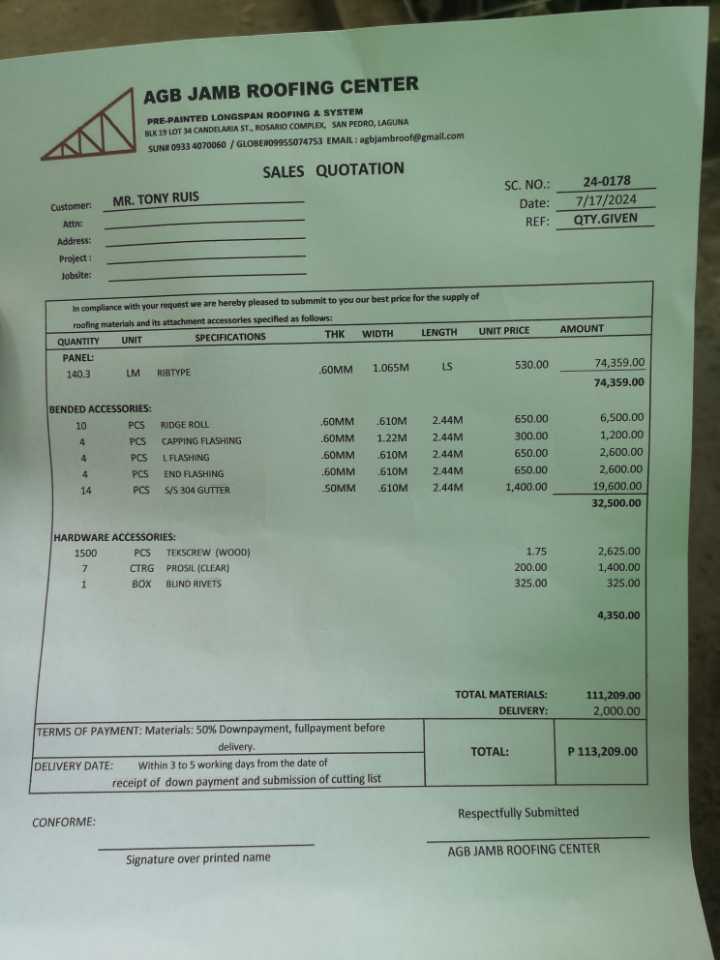 AGB JAMB ROOFING CENTER
PRE-PAINTED LONGSPAN ROOFING & SYSTEM
BLK 19 LOT 34 CANDELARIA ST., ROSARIO COMPLEX, SAN PEDRO, LAGUNA
SUN# 0933 4070060 / GLOBE#09955074753 EMAIL : agbjambroof@gmail.com
SALES QUOTATION
Customer: MR. TONY RUIS
Attn:
Address:
Project :
Jobsite:
SC. NO.: 24-0178
Date: 7/17/2024
REF: QTY.GIVEN
In compliance with your request we are hereby pleased to submmit to you our best price for the supply of
roofing materials and its attachment accessories specified as follows:
QUANTITY UNIT SPECIFICATIONS THK WIDTH LENGTH UNIT PRICE AMOUNT
PANEL:
140.3 LM RIBTYPE .60MM 1.065M LS 530.00 74,359.00
74,359.00
BENDED ACCESSORIES:
10 PCS RIDGE ROLL .60MM .610M 2.44M 650.00 6,500.00
4 PCS CAPPING FLASHING .60MM 1.22M 2.44M 300.00 1,200.00
4 PCS L FLASHING .60MM .610M 2.44M 650.00 2,600.00
4 PCS END FLASHING .60MM .610M 2.44M 650.00 2,600.00
14 PCS S/S 304 GUTTER .50MM .610M 2.44M 1,400.00 19,600.00
32,500.00
HARDWARE ACCESSORIES:
1500 PCS TEKSCREW (WOOD) 1.75 2,625.00
7 CTRG PROSIL (CLEAR) 200.00 1,400.00
1 BOX BLIND RIVETS 325.00 325.00
4,350.00
TOTAL MATERIALS: 111,209.00
DELIVERY: 2,000.00
TERMS OF PAYMENT: Materials: 50% Downpayment, fullpayment before
delivery.
DELIVERY DATE: Within 3 to 5 working days from the date of
receipt of down payment and submission of cutting list
TOTAL: P 113,209.00
CONFORME:
Signature over printed name
Respectfully Submitted
AGB JAMB ROOFING CENTER